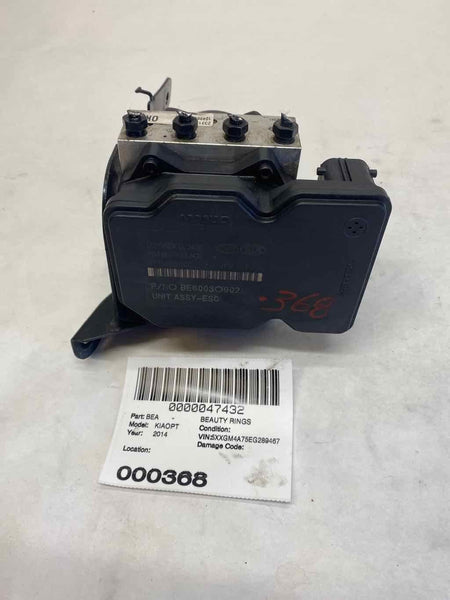 P/NO BE6003O902
UNIT ASSY-ESC
368
0000047432
Part: BEA - BEAUTY RINGS
Model: KIAOPT Condition:
Year: 2014 VIN:5XXGM4A75EG289467
Damage Code:
Location:
000368